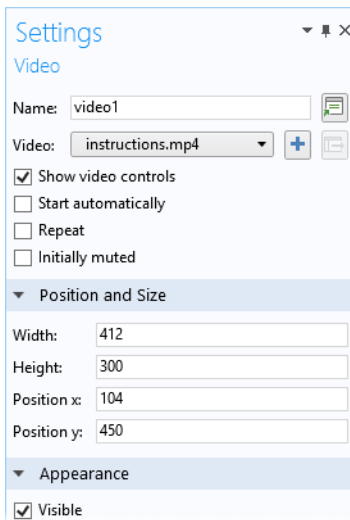 Settings
Video
Name: video1
Video: instructions.mp4
Show video controls
Start automatically
Repeat
Initially muted
Position and Size
Width: 412
Height: 300
Position x: 104
Position y: 450
Appearance
Visible